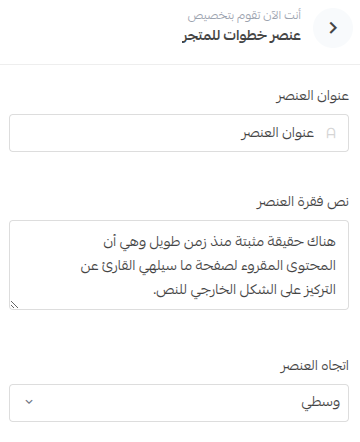 أنت الآن تقوم بتخصيص
عنصر خطوات للمتجر
عنوان العنصر
عنوان العنصر
نص فقرة العنصر
هناك حقيقة مثبتة منذ زمن طويل وهي أن
المحتوى المقروء لصفحة ما سيلهي القارئ عن
التركيز على الشكل الخارجي للنص.
اتجاه العنصر
وسطي